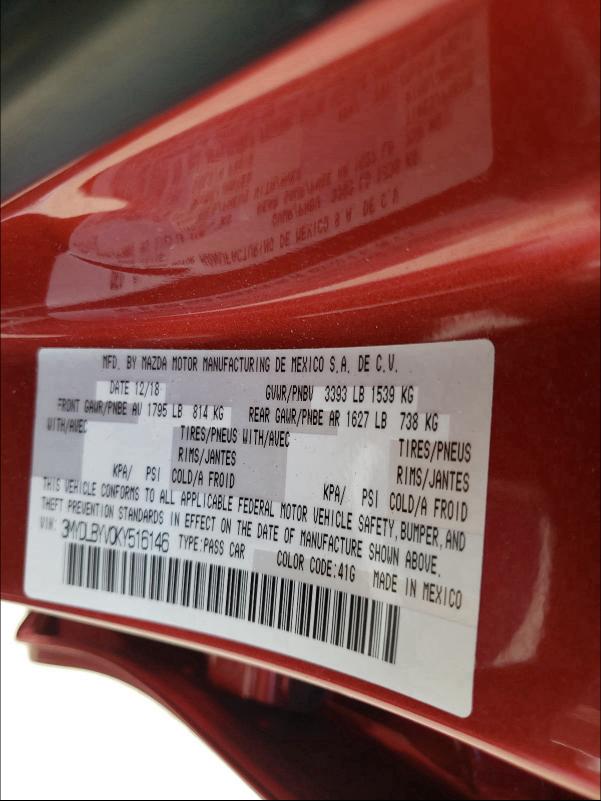 MFD. BY MAZDA MOTOR MANUFACTURING DE MEXICO S.A. DE C.V.
DATE 12/18 GVWR/PNBV 3393 LB 1539 KG
FRONT GAWR/PNBE AV 1795 LB 814 KG REAR GAWR/PNBE AR 1627 LB 738 KG
WITH/AVEC TIRES/PNEUS WITH/AVEC TIRES/PNEUS
RIMS/JANTES RIMS/JANTES
KPA/ PSI COLD/A FROID KPA/ PSI COLD/A FROID
THIS VEHICLE CONFORMS TO ALL APPLICABLE FEDERAL MOTOR VEHICLE SAFETY, BUMPER, AND
THEFT PREVENTION STANDARDS IN EFFECT ON THE DATE OF MANUFACTURE SHOWN ABOVE.
VIN: 3MYDLBYV0KY516146 TYPE:PASS CAR
COLOR CODE:41G MADE IN MEXICO